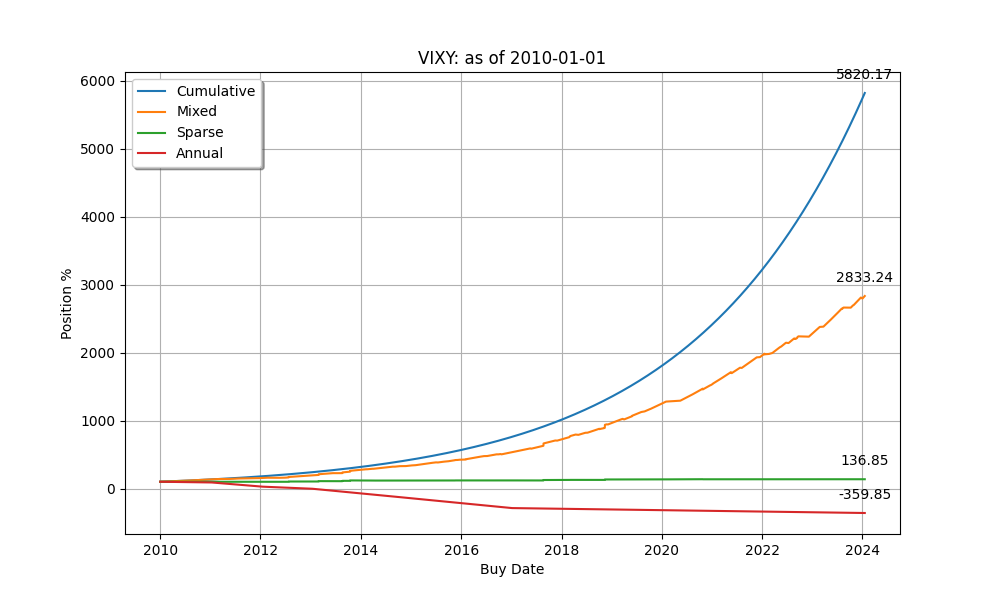 VIXY: as of 2010-01-01
5820.17
6000
Cumulative
Mixed
Sparse
Annual
5000
4000
2833.24
3000
2000
1000
136.85
-359.85
0
Position %
2010 2012 2014 2016 2018 2020 2022 2024
Buy Date